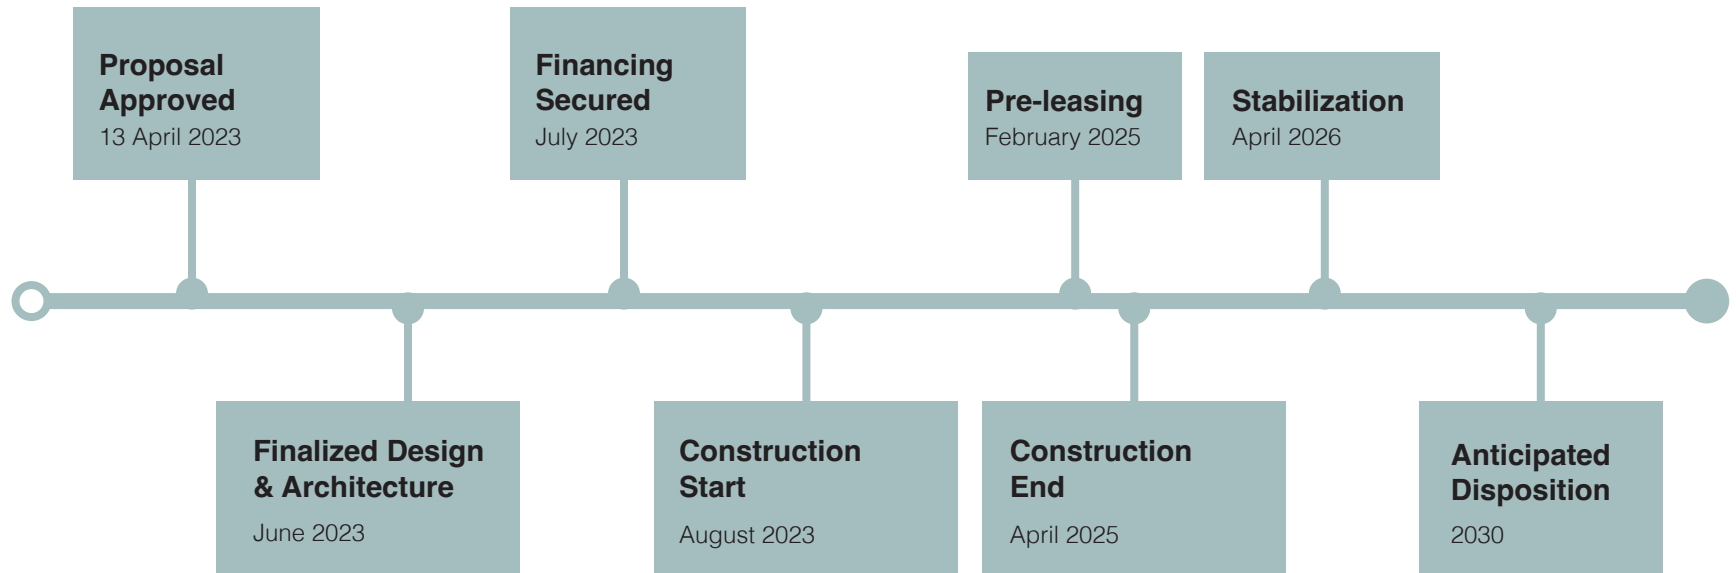 Proposal
Approved
13 April 2023
Finalized Design
& Architecture
June 2023
Financing
Secured
July 2023
Construction
Start
August 2023
Pre-leasing
February 2025
Construction
End
April 2025
Stabilization
April 2026
Anticipated
Disposition
2030